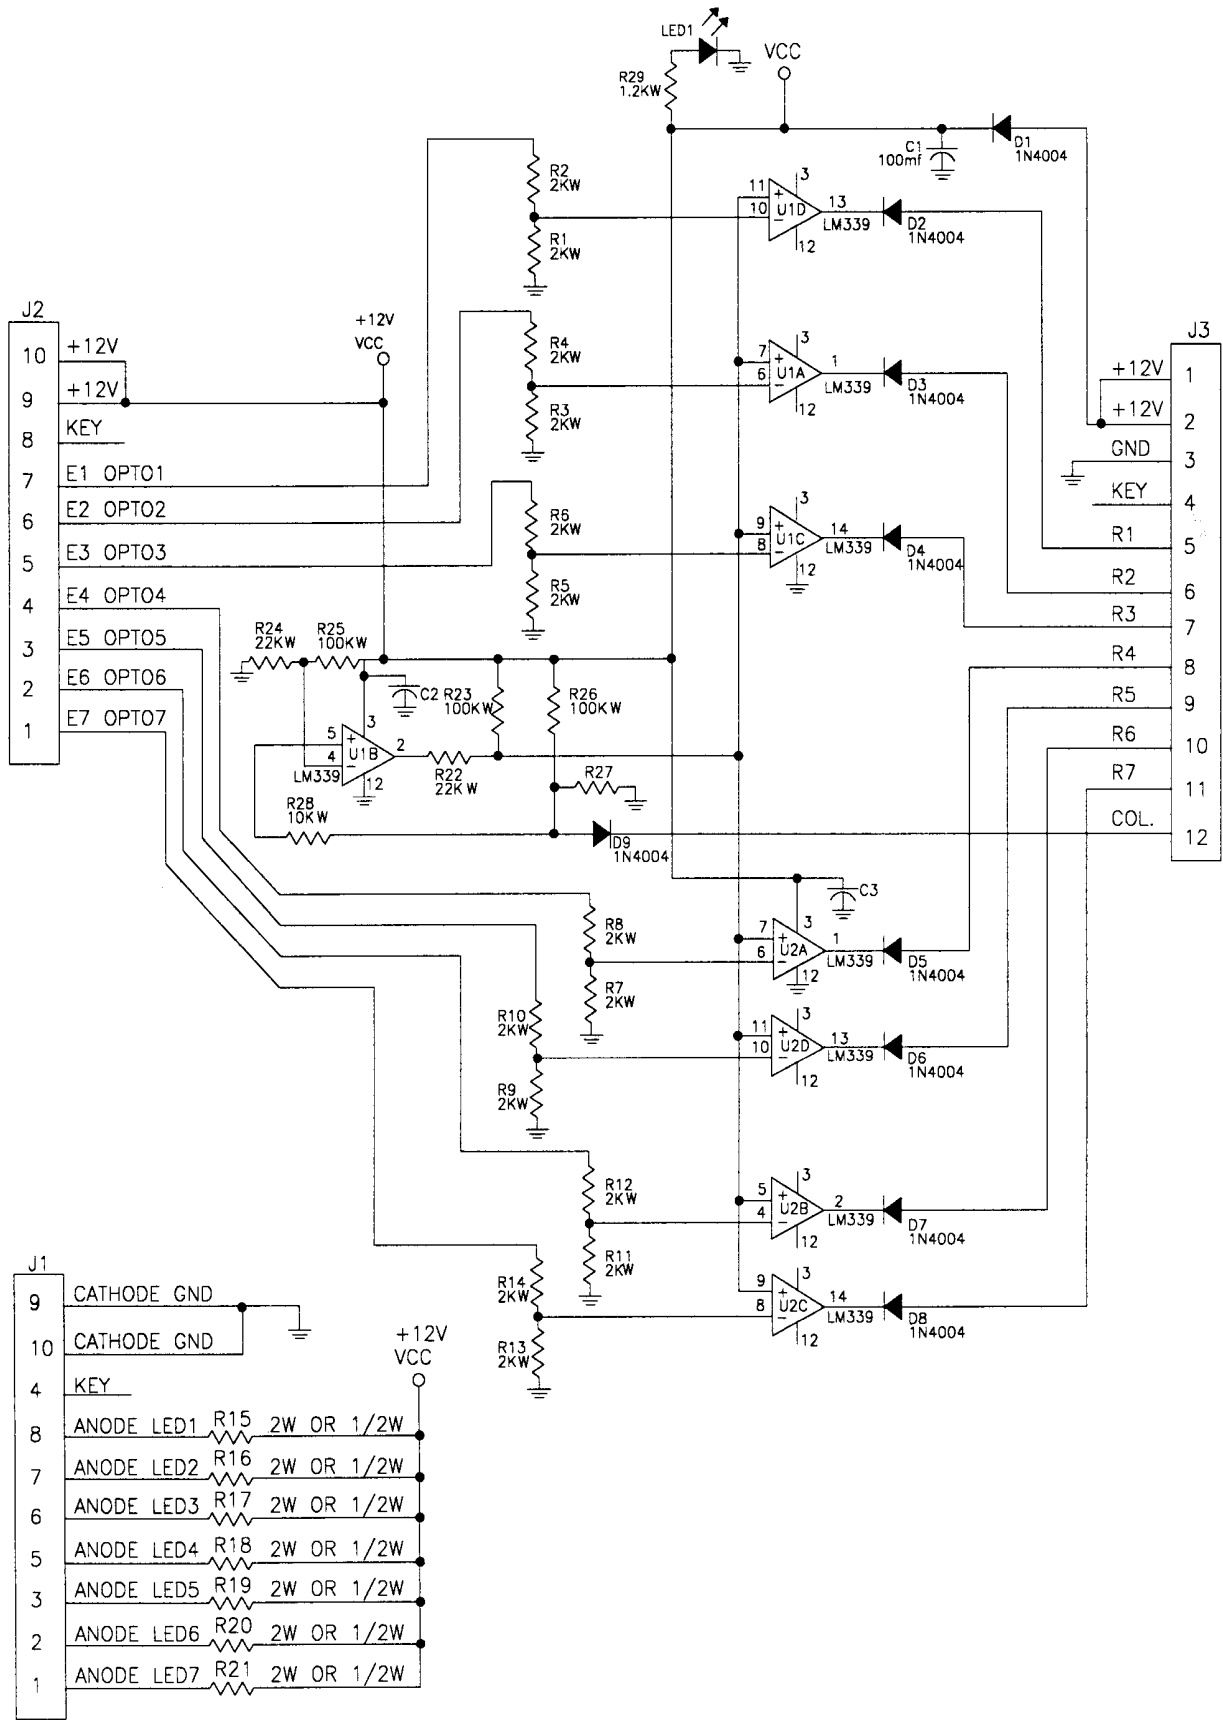 LED1
VCC
R29
1.2KW
C1
100mf
D1
1N4004
R2
2KW
R1
2KW
11
10
+
-
U1D
3
12
13
LM339
D2
1N4004
J2
10 +12V
9 +12V
8 KEY
7 E1 OPTO1
6 E2 OPTO2
5 E3 OPTO3
4 E4 OPTO4
3 E5 OPTO5
2 E6 OPTO6
1 E7 OPTO7
+12V
VCC
R4
2KW
R3
2KW
7
6
+
-
U1A
3
12
1
LM339
D3
1N4004
J3
+12V 1
+12V 2
GND 3
KEY 4
R1 5
R2 6
R3 7
R4 8
R5 9
R6 10
R7 11
COL. 12
R6
2KW
R5
2KW
9
8
+
-
U1C
3
12
14
LM339
D4
1N4004
R24
22KW
R25
100KW
C2
R23
100KW
R26
100KW
5
4
+
-
U1B
3
12
2
LM339
R22
22KW
R27
R28
10KW
D9
1N4004
C3
R8
2KW
R7
2KW
7
6
+
-
U2A
3
12
1
LM339
D5
1N4004
R10
2KW
R9
2KW
11
10
+
-
U2D
3
12
13
LM339
D6
1N4004
R12
2KW
R11
2KW
5
4
+
-
U2B
3
12
2
LM339
D7
1N4004
R14
2KW
R13
2KW
9
8
+
-
U2C
3
12
14
LM339
D8
1N4004
J1
9 CATHODE GND
10 CATHODE GND
4 KEY
+12V
VCC
8 ANODE LED1 R15 2W OR 1/2W
7 ANODE LED2 R16 2W OR 1/2W
6 ANODE LED3 R17 2W OR 1/2W
5 ANODE LED4 R18 2W OR 1/2W
3 ANODE LED5 R19 2W OR 1/2W
2 ANODE LED6 R20 2W OR 1/2W
1 ANODE LED7 R21 2W OR 1/2W